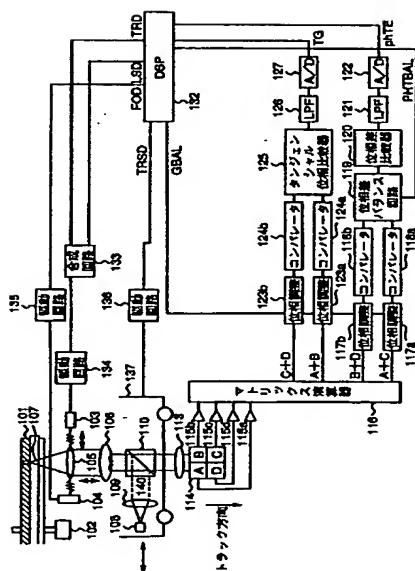 TRD
FOD
LSD
DSP
132
TRSD
GBAL
TG
phTE
PHTBAL
135
駆動回路
合成回路
133
134
駆動回路
136
駆動回路
137
101
107
102
103
104
105
106
108
109
140
110
113
114
A
B
D
C
115b
115c
115d
115a
トラック方向
マトリックス演算器
116
C+D
A+B
B+D
A+C
123b
位相調整
位相調整
123a
位相調整
117b
位相調整
117a
124b
コンパレータ
コンパレータ
124a
コンパレータ
118b
コンパレータ
118a
125
タンジェンシャル位相比較器
119
位相差バランス回路
120
位相差比較器
126
LPF
127
A/D
121
LPF
122
A/D